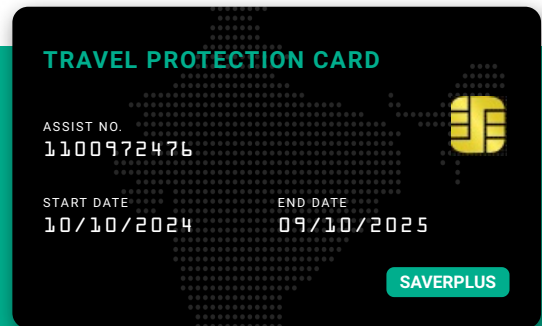 TRAVEL PROTECTION CARD
ASSIST NO.
1100972476
START DATE
10/10/2024
END DATE
09/10/2025
SAVERPLUS